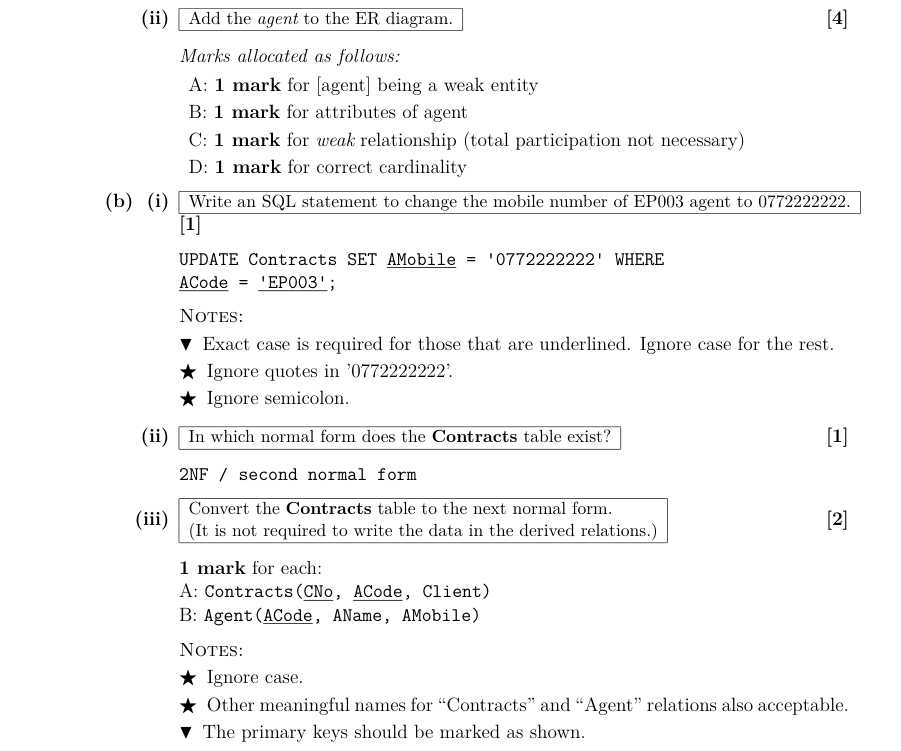 (ii) Add the agent to the ER diagram. [4]
Marks allocated as follows:
A: 1 mark for [agent] being a weak entity
B: 1 mark for attributes of agent
C: 1 mark for weak relationship (total participation not necessary)
D: 1 mark for correct cardinality
(b) (i) Write an SQL statement to change the mobile number of EP003 agent to 0772222222.
[1]
UPDATE Contracts SET AMobile = '0772222222' WHERE
ACode = 'EP003';
NOTES:
▼ Exact case is required for those that are underlined. Ignore case for the rest.
★ Ignore quotes in ’0772222222’.
★ Ignore semicolon.
(ii) In which normal form does the Contracts table exist? [1]
2NF / second normal form
(iii) Convert the Contracts table to the next normal form.
(It is not required to write the data in the derived relations.) [2]
1 mark for each:
A: Contracts(CNo, ACode, Client)
B: Agent(ACode, AName, AMobile)
NOTES:
★ Ignore case.
★ Other meaningful names for “Contracts” and “Agent” relations also acceptable.
▼ The primary keys should be marked as shown.